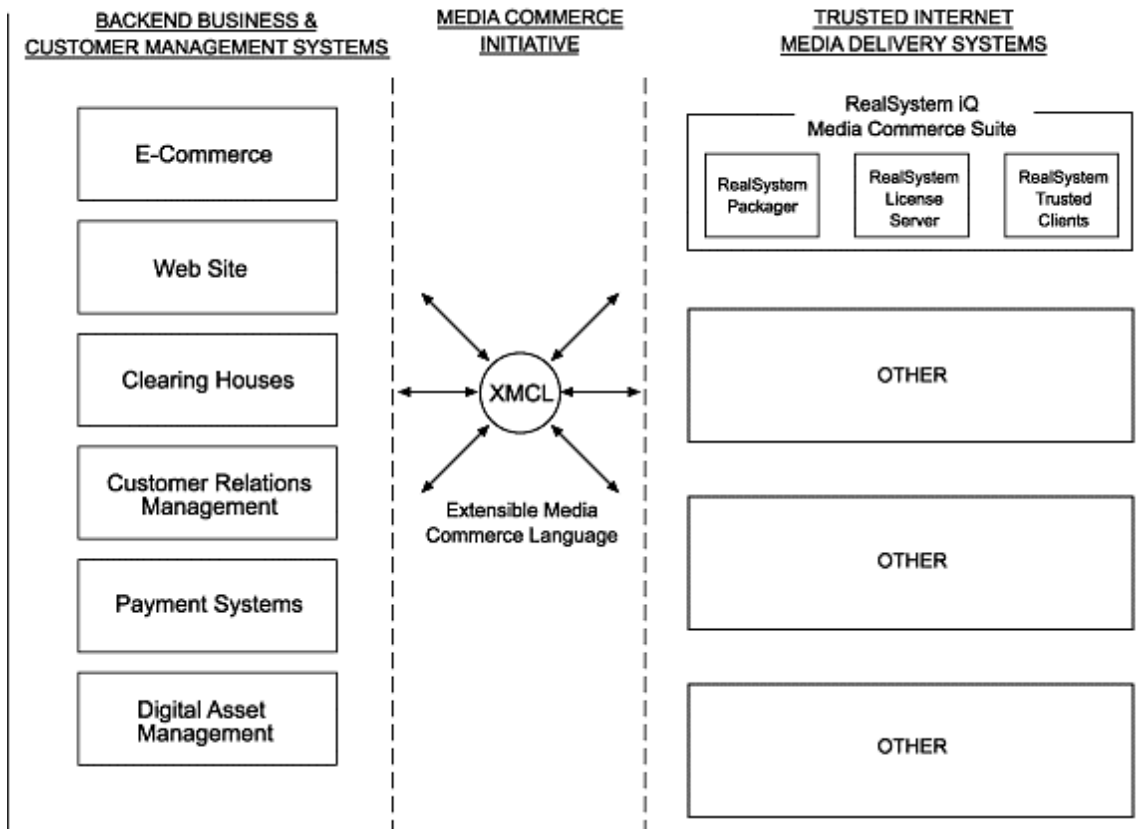 BACKEND BUSINESS &
CUSTOMER MANAGEMENT SYSTEMS
E-Commerce
Web Site
Clearing Houses
Customer Relations
Management
Payment Systems
Digital Asset
Management
MEDIA COMMERCE
INITIATIVE
XMCL
Extensible Media
Commerce Language
TRUSTED INTERNET
MEDIA DELIVERY SYSTEMS
RealSystem iQ
Media Commerce Suite
RealSystem
Packager
RealSystem
License
Server
RealSystem
Trusted
Clients
OTHER
OTHER
OTHER